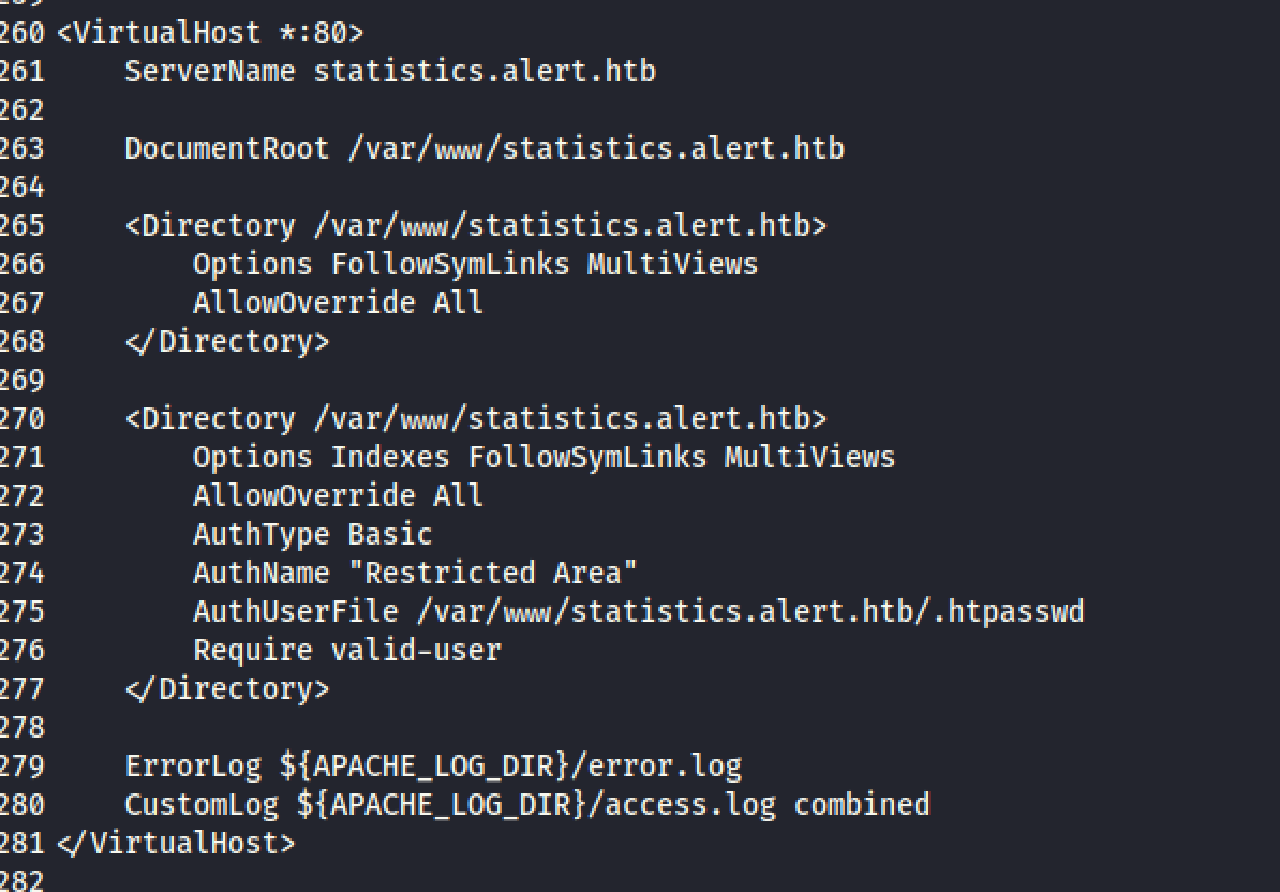 260 <VirtualHost *:80>
261     ServerName statistics.alert.htb
262
263     DocumentRoot /var/www/statistics.alert.htb
264
265     <Directory /var/www/statistics.alert.htb>
266         Options FollowSymLinks MultiViews
267         AllowOverride All
268     </Directory>
269
270     <Directory /var/www/statistics.alert.htb>
271         Options Indexes FollowSymLinks MultiViews
272         AllowOverride All
273         AuthType Basic
274         AuthName "Restricted Area"
275         AuthUserFile /var/www/statistics.alert.htb/.htpasswd
276         Require valid-user
277     </Directory>
278
279     ErrorLog ${APACHE_LOG_DIR}/error.log
280     CustomLog ${APACHE_LOG_DIR}/access.log combined
281 </VirtualHost>
282